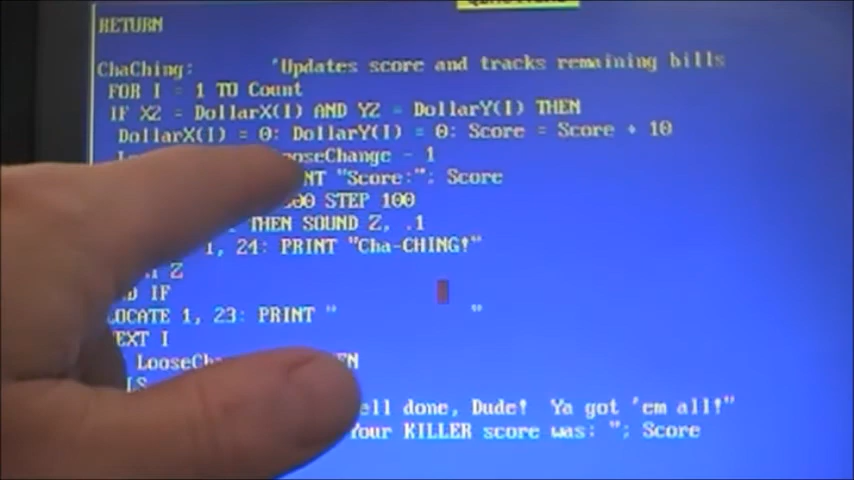 RETURN
ChaChing:      'Updates score and tracks remaining bills
FOR I = 1 TO Count
IF X2 = DollarX(I) AND Y2 = DollarY(I) THEN
DollarX(I) = 0: DollarY(I) = 0: Score = Score + 10
ooseChange - 1
NT "Score:"; Score
00 STEP 100
THEN SOUND Z, .1
1, 24: PRINT "Cha-CHING!"
Z
D IF
LOCATE 1, 23: PRINT "              "
EXT I
LooseCh
LS
ell done, Dude!  Ya got 'em all!"
Your KILLER score was: "; Score